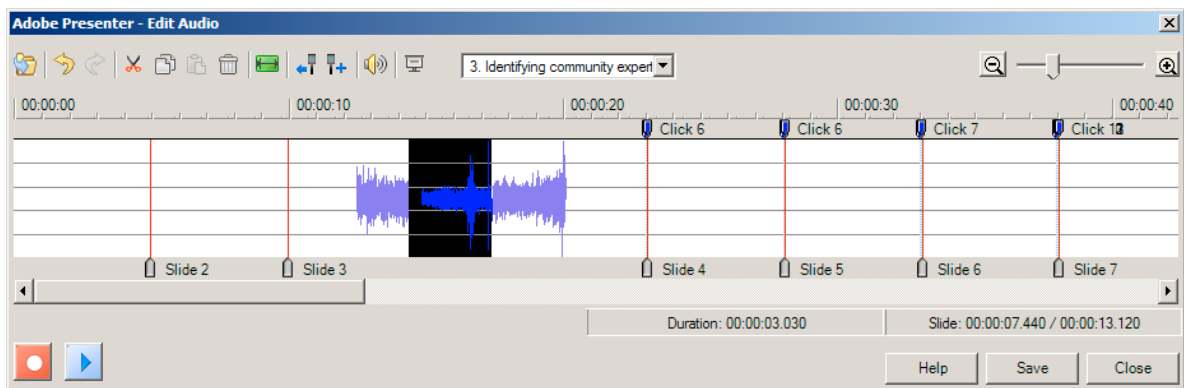 Adobe Presenter - Edit Audio
3. Identifying community expert
00:00:00 00:00:10 00:00:20 00:00:30 00:00:40
Click 6 Click 6 Click 7 Click
Slide 2 Slide 3 Slide 4 Slide 5 Slide 6 Slide 7
Duration: 00:00:03.030 Slide: 00:00:07.440 / 00:00:13.120
Help Save Close